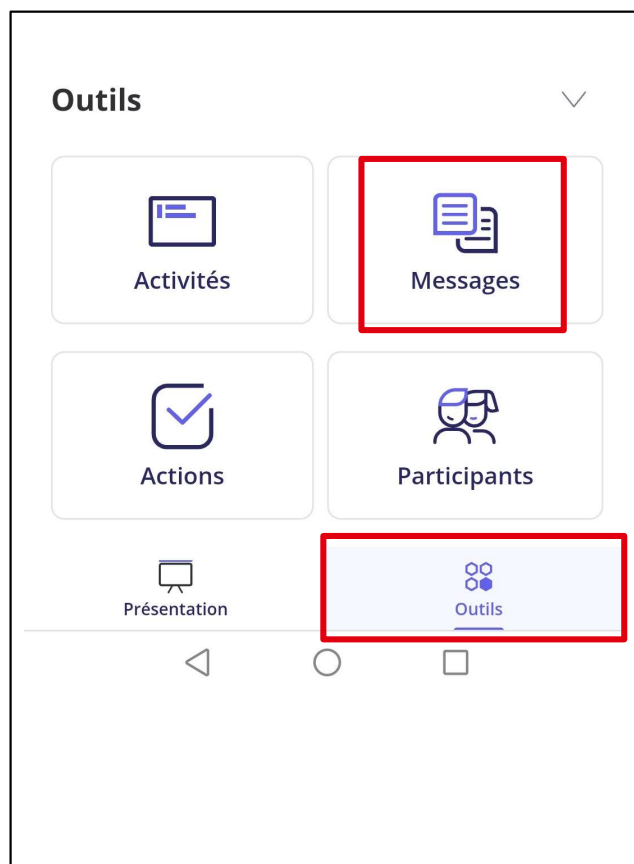 Outils
Activités
Messages
Actions
Participants
Présentation
Outils